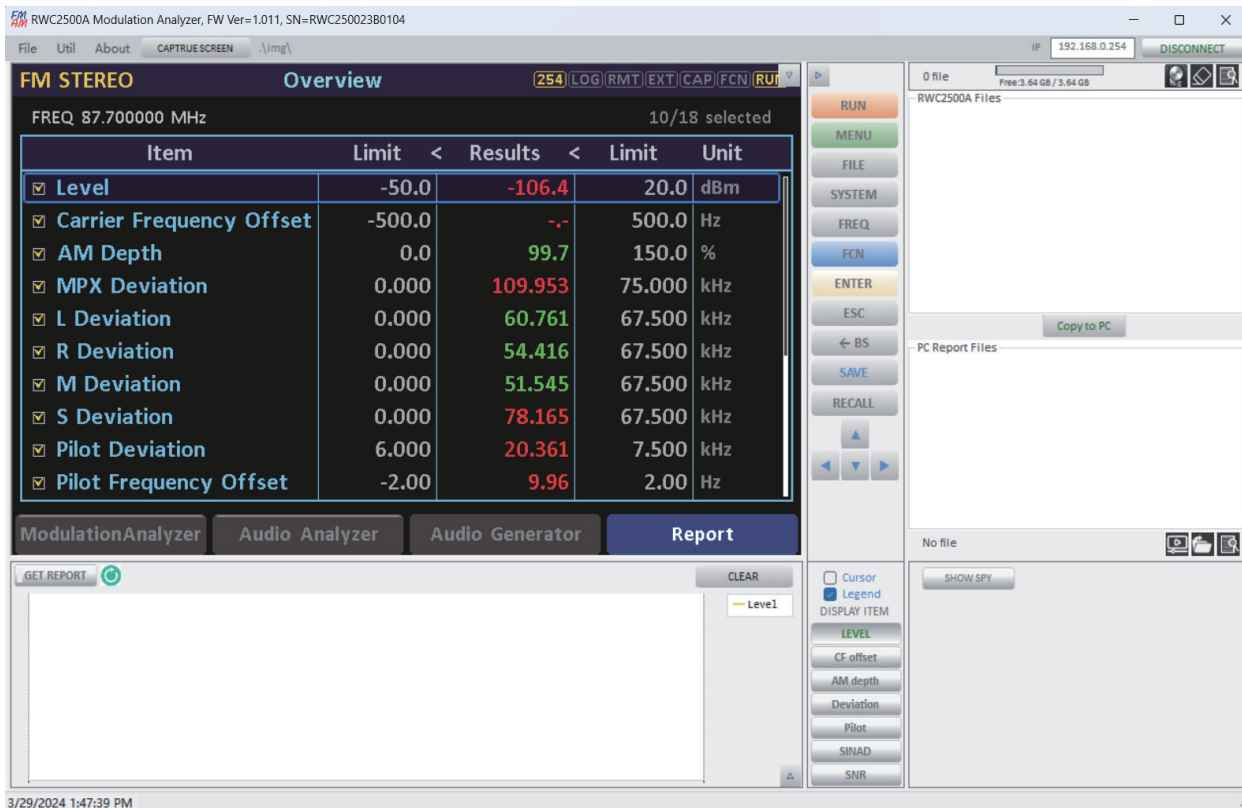 FM AM RWC2500A Modulation Analyzer, FW Ver=1.011, SN=RWC250023B0104
File Util About CAPTRUE SCREEN .\img\ IP 192.168.0.254 DISCONNECT
FM STEREO Overview 254 LOG RMT EXT CAP FCN RUN
FREQ 87.700000 MHz 10/18 selected
Item Limit < Results < Limit Unit
Level -50.0 -106.4 20.0 dBm
Carrier Frequency Offset -500.0 -.- 500.0 Hz
AM Depth 0.0 99.7 150.0 %
MPX Deviation 0.000 109.953 75.000 kHz
L Deviation 0.000 60.761 67.500 kHz
R Deviation 0.000 54.416 67.500 kHz
M Deviation 0.000 51.545 67.500 kHz
S Deviation 0.000 78.165 67.500 kHz
Pilot Deviation 6.000 20.361 7.500 kHz
Pilot Frequency Offset -2.00 9.96 2.00 Hz
ModulationAnalyzer Audio Analyzer Audio Generator Report
RUN
MENU
FILE
SYSTEM
FREQ
FCN
ENTER
ESC
← BS
SAVE
RECALL
0 file Free:3.64 GB / 3.64 GB
RWC2500A Files
Copy to PC
PC Report Files
No file
GET REPORT CLEAR
Level
Cursor
Legend
DISPLAY ITEM
LEVEL
CF offset
AM depth
Deviation
Pilot
SINAD
SNR
SHOW SPY
3/29/2024 1:47:39 PM